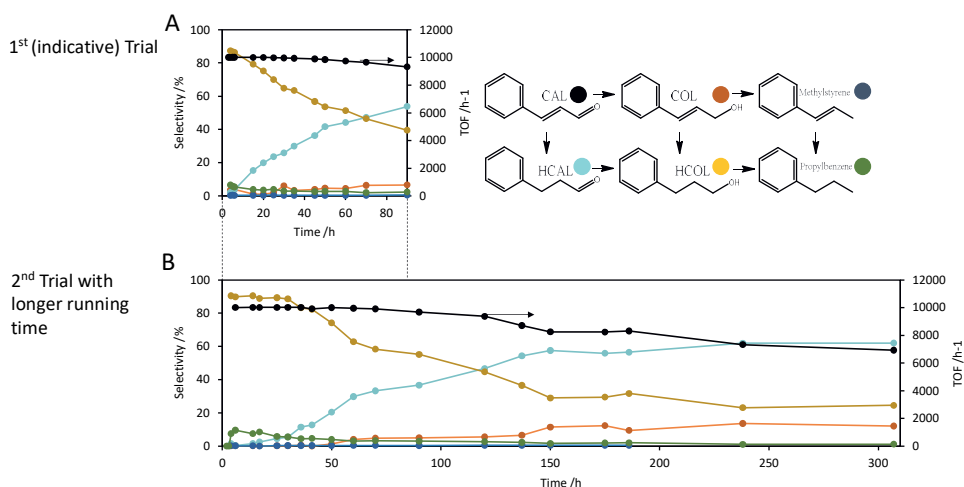 1st (indicative) Trial
A
100
80
60
40
20
0
Selectivity /%
12000
10000
8000
6000
4000
2000
0
TOF /h-1
0 20 40 60 80
Time /h
CAL
O
COL
OH
Methylstyrene
HCAL
O
HCOL
OH
Propylbenzene
2nd Trial with
longer running
time
B
100
80
60
40
20
0
Selectivity /%
12000
10000
8000
6000
4000
2000
0
TOF /h-1
0 50 100 150 200 250 300
Time /h